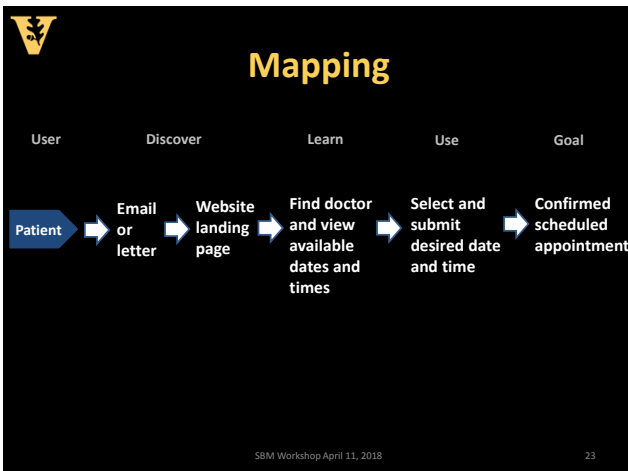 V
Mapping
User Discover Learn Use Goal
Patient
Email
or
letter
Website
landing
page
Find doctor
and view
available
dates and
times
Select and
submit
desired date
and time
Confirmed
scheduled
appointment
SBM Workshop April 11, 2018 23